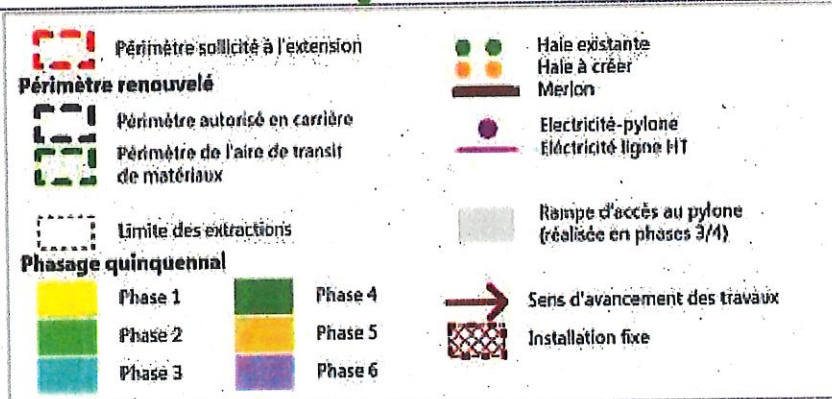 Périmètre sollicité à l'extension
Périmètre renouvelé
Périmètre autorisé en carrière
Périmètre de l'aire de transit
de matériaux
Limite des extractions
Phasage quinquennal
Phase 1
Phase 2
Phase 3
Phase 4
Phase 5
Phase 6
Haie existante
Haie à créer
Merlon
Electricité-pylone
Eléctricité ligne HT
Rampe d'accès au pylone
(réalisée en phases 3/4)
Sens d'avancement des travaux
Installation fixe